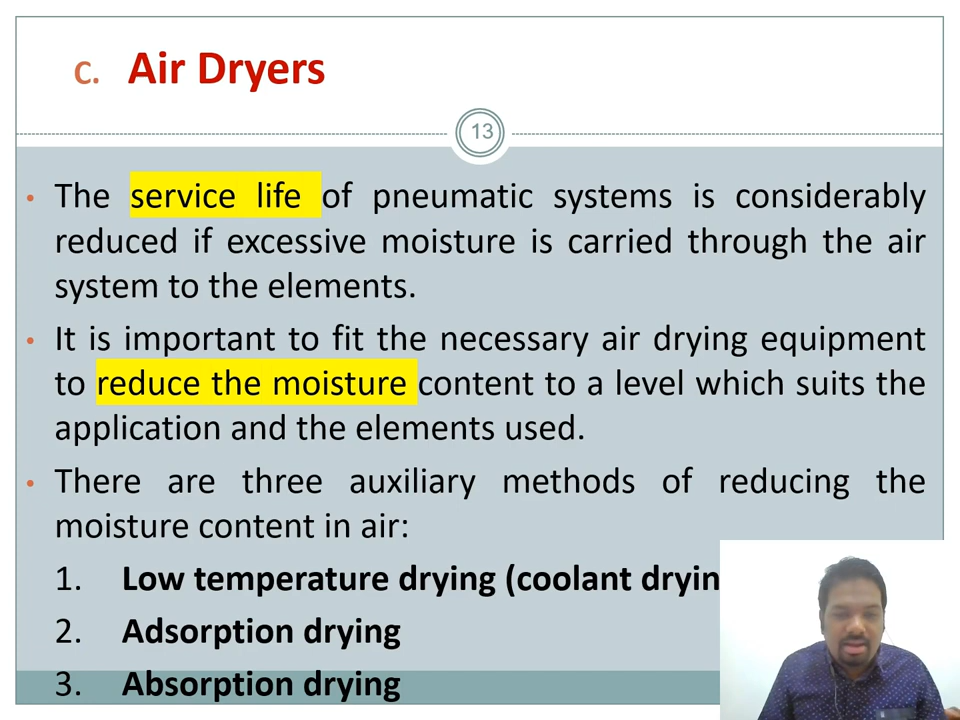 c. Air Dryers
13
• The service life of pneumatic systems is considerably
reduced if excessive moisture is carried through the air
system to the elements.
• It is important to fit the necessary air drying equipment
to reduce the moisture content to a level which suits the
application and the elements used.
• There are three auxiliary methods of reducing the
moisture content in air:
1. Low temperature drying (coolant dryin
2. Adsorption drying
3. Absorption drying